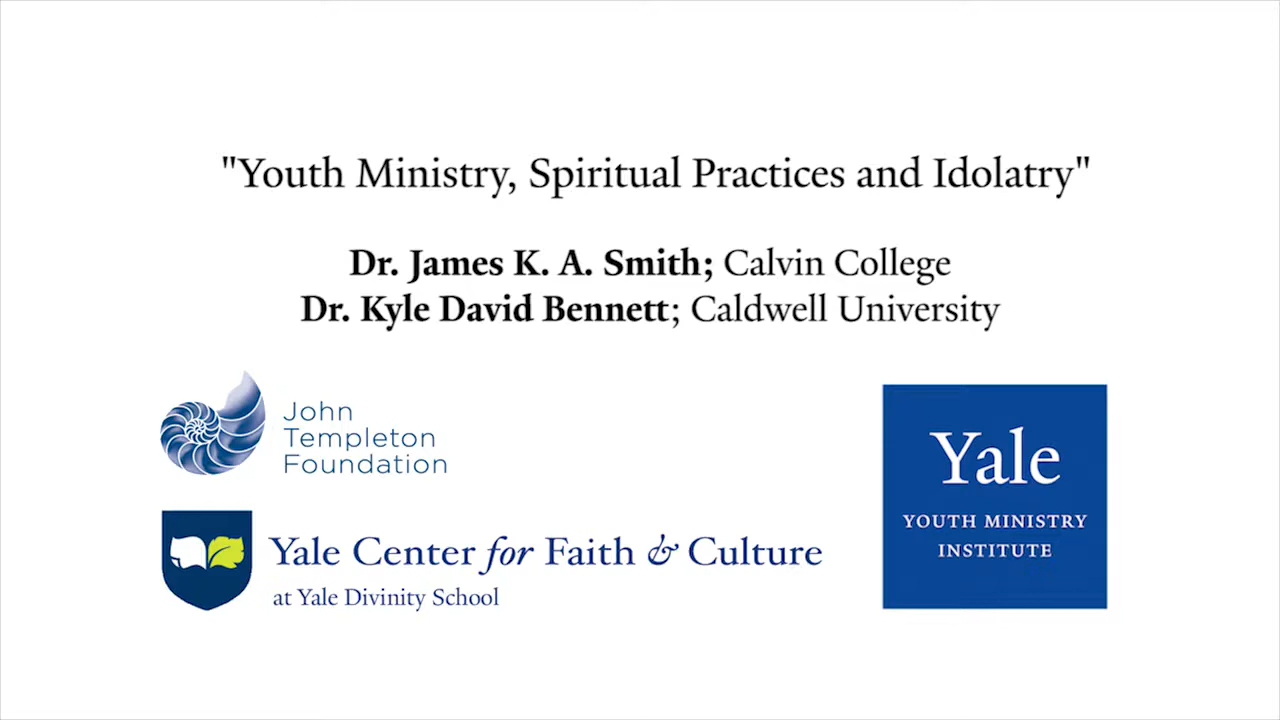 "Youth Ministry, Spiritual Practices and Idolatry"
Dr. James K. A. Smith; Calvin College
Dr. Kyle David Bennett; Caldwell University
John
Templeton
Foundation
Yale Center for Faith & Culture
at Yale Divinity School
Yale
YOUTH MINISTRY
INSTITUTE